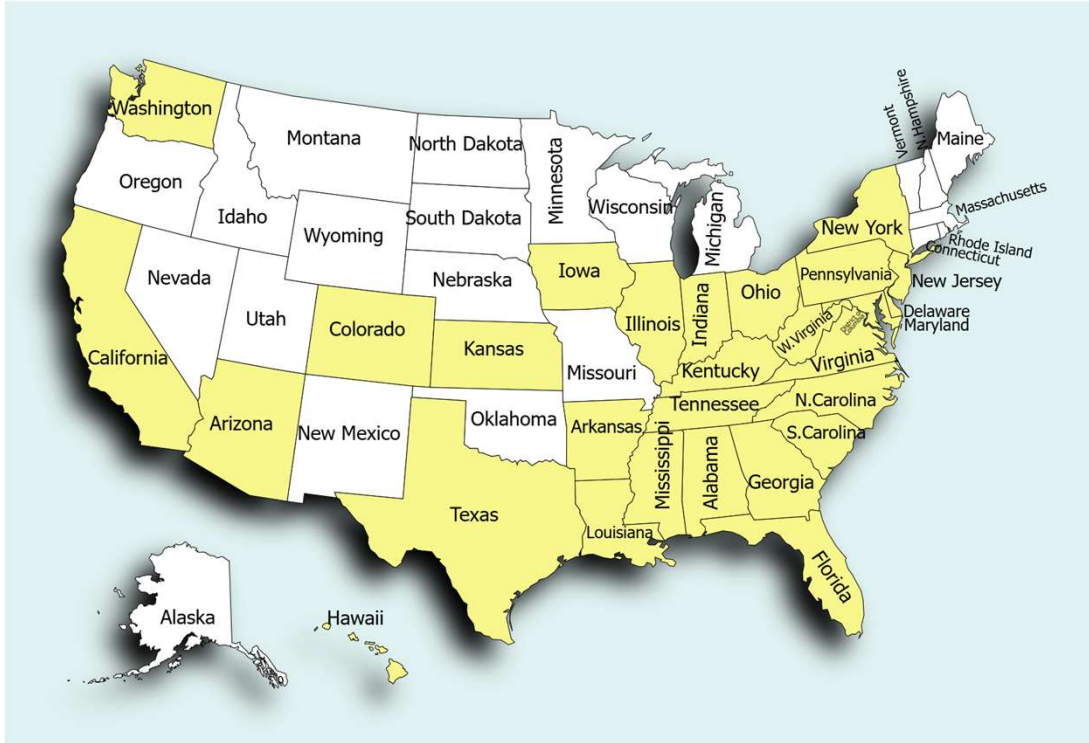 Washington
Montana
North Dakota
Minnesota
Vermont
N.Hampshire
Maine
Oregon
Idaho
Wyoming
South Dakota
Wisconsin
Michigan
Massachusetts
New York
Rhode Island
Connecticut
Nevada
Utah
Colorado
Nebraska
Iowa
Illinois
Indiana
Ohio
Pennsylvania
New Jersey
Delaware
Maryland
California
Kansas
Missouri
Kentucky
W.Virginia
Virginia
Arizona
New Mexico
Oklahoma
Arkansas
Tennessee
N.Carolina
S.Carolina
Texas
Louisiana
Mississippi
Alabama
Georgia
Florida
Alaska
Hawaii